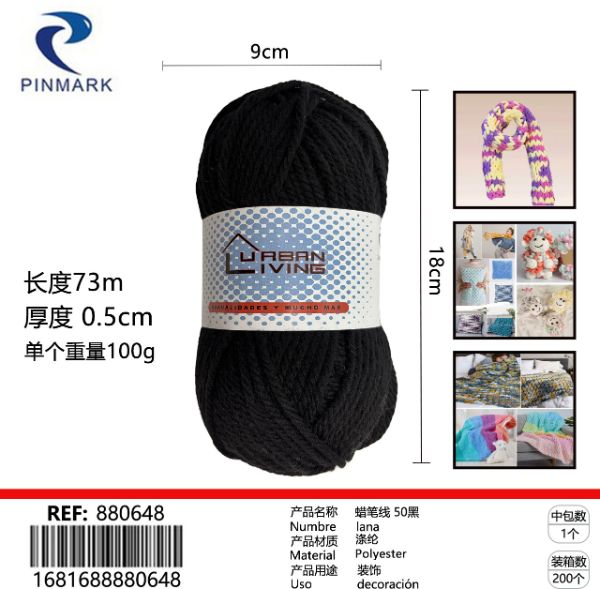 PINMARK
9cm
18cm
URBAN
LIVING
MANUALIDADES Y MUCHO MAS
长度73m
厚度 0.5cm
单个重量100g
REF: 880648
1681688880648
产品名称 蜡笔线 50黑
Numbre lana
产品材质 涤纶
Material Polyester
产品用途 装饰
Uso decoración
中包数
1个
装箱数
200个